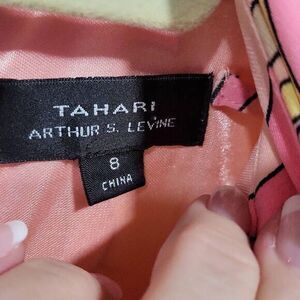 TAHARI
ARTHUR S. LEVINE
8
CHINA